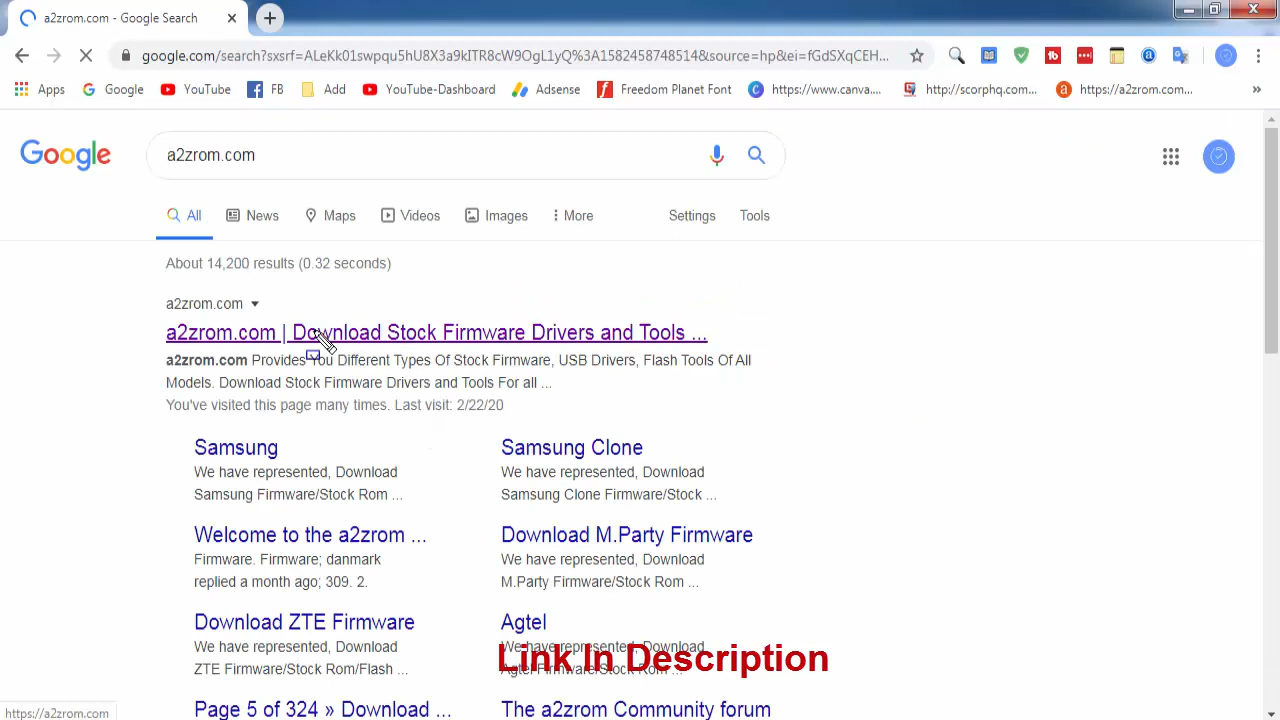 a2zrom.com - Google Search
google.com/search?sxsrf=ALeKk01swpqu5hU8X3a9kITR8cW9OgL1yQ%3A1582458748514&source=hp&ei=fGdSXqCEH...
Apps Google YouTube FB Add YouTube-Dashboard Adsense Freedom Planet Font https://www.canva.... http://scorphq.com... https://a2zrom.com... »
Google a2zrom.com
All News Maps Videos Images More Settings Tools
About 14,200 results (0.32 seconds)
a2zrom.com
a2zrom.com | Download Stock Firmware Drivers and Tools ...
a2zrom.com Provides You Different Types Of Stock Firmware, USB Drivers, Flash Tools Of All
Models. Download Stock Firmware Drivers and Tools For all ...
You've visited this page many times. Last visit: 2/22/20
Samsung
We have represented, Download
Samsung Firmware/Stock Rom ...
Samsung Clone
We have represented, Download
Samsung Clone Firmware/Stock ...
Welcome to the a2zrom ...
Firmware. Firmware; danmark
replied a month ago; 309. 2.
Download M.Party Firmware
We have represented, Download
M.Party Firmware/Stock Rom ...
Download ZTE Firmware
We have represented, Download
ZTE Firmware/Stock Rom/Flash ...
Agtel
We have represented, Download
Agtel Firmware/Stock Rom ...
Link In Description
Page 5 of 324 » Download ...
The a2zrom Community forum
https://a2zrom.com